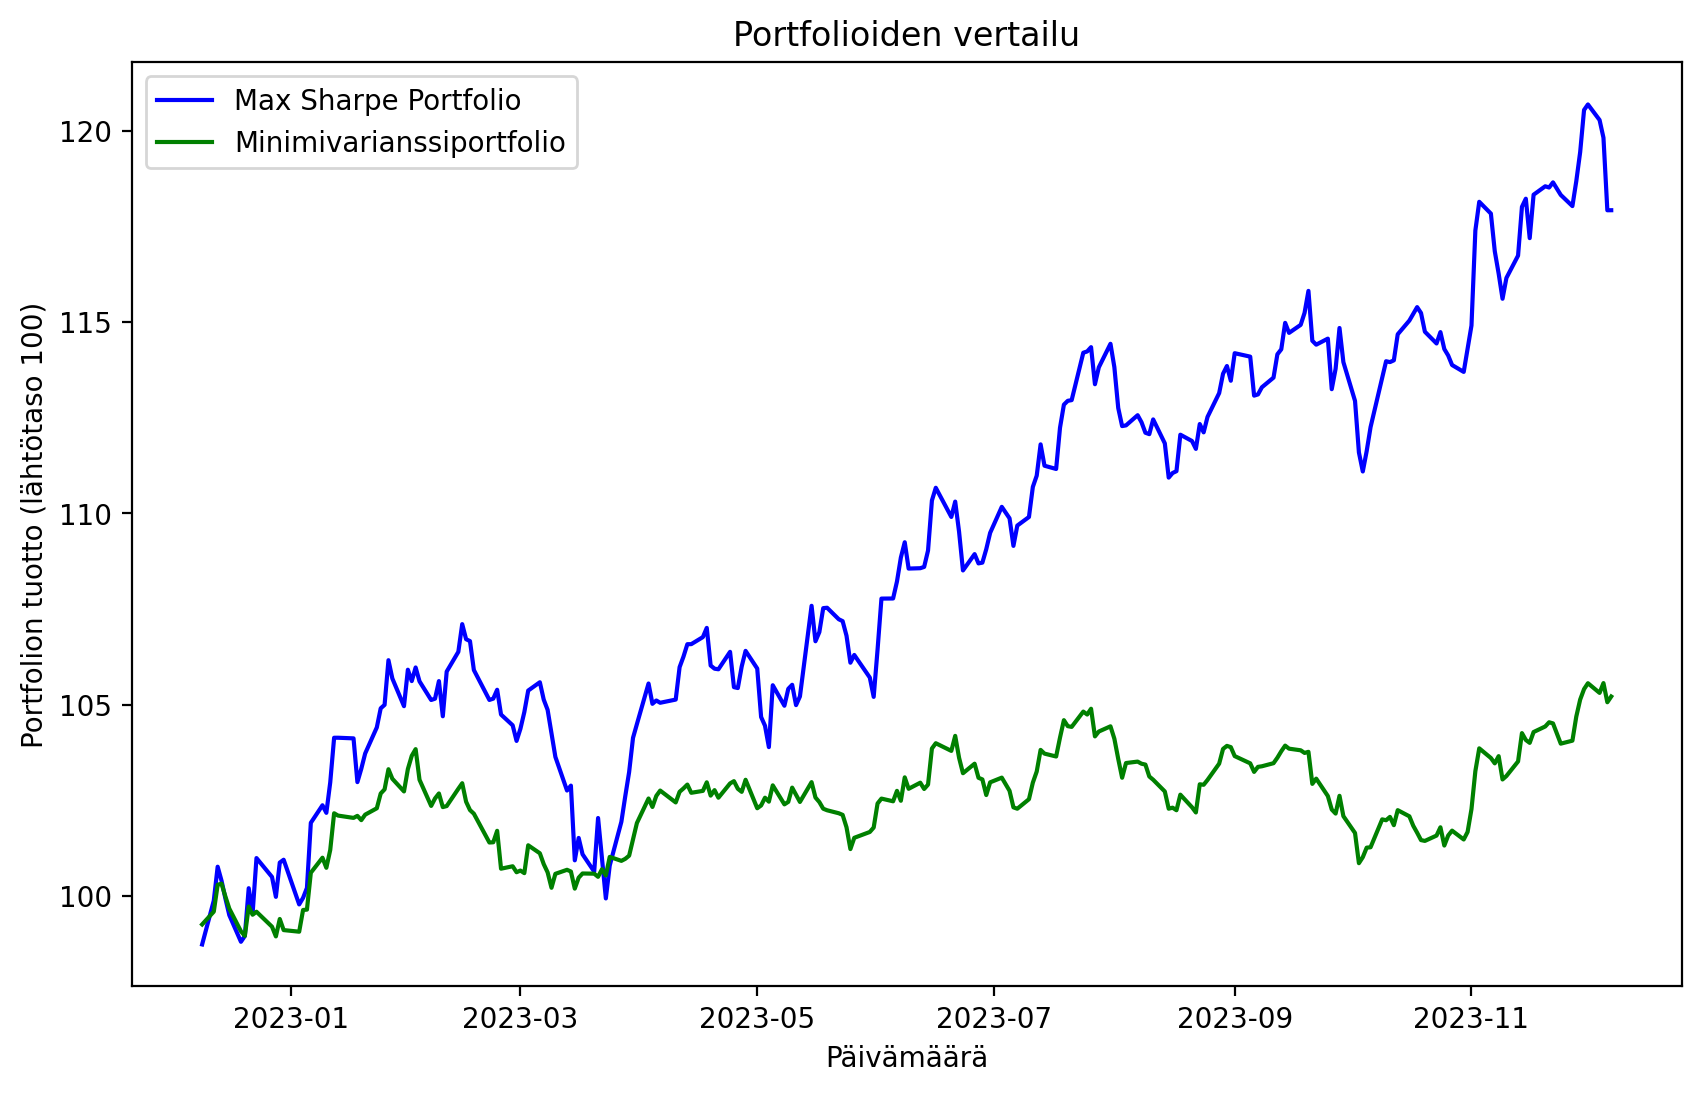 Portfolioiden vertailu
Max Sharpe Portfolio
Minimivarianssiportfolio
Portfolion tuotto (lähtötaso 100)
120
115
110
105
100
2023-01 2023-03 2023-05 2023-07 2023-09 2023-11
Päivämäärä